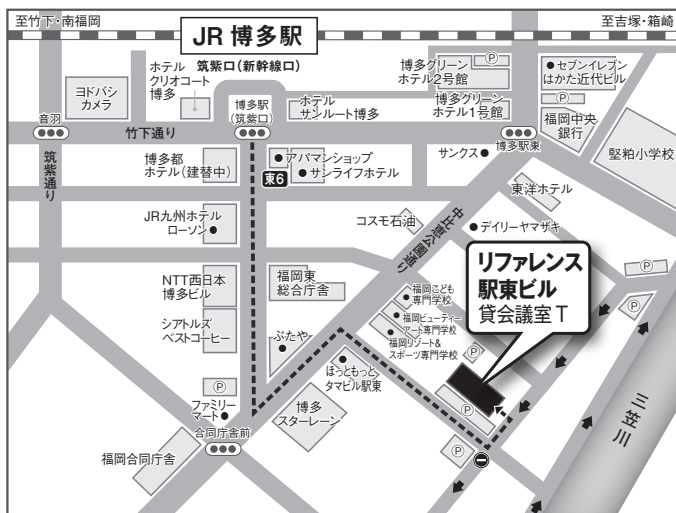 至竹下・南福岡
JR 博多駅
至吉塚・箱崎
ホテル
クリオコート
博多
筑紫口(新幹線口)
博多グリーン
ホテル2号館
P
セブンイレブン
はかた近代ビル
ヨドバシ
カメラ
博多駅
(筑紫口)
ホテル
サンルート博多
博多グリーン
ホテル1号館
P
福岡中央
銀行
音羽
竹下通り
博多駅東
堅粕小学校
筑紫通り
博多都
ホテル(建替中)
アパマンショップ
東6
サンライフホテル
サンクス
東洋ホテル
JR九州ホテル
ローソン
コスモ石油
中比恵公園通り
デイリーヤマザキ
リファレンス
駅東ビル
貸会議室T
NTT西日本
博多ビル
福岡東
総合庁舎
福岡こども
専門学校
P
シアトルズ
ベストコーヒー
ぶたや
福岡ビューティー
アート専門学校
福岡リゾート&
スポーツ専門学校
P
P
ほっともっと
タマビル駅東
P
ファミリー
マート
博多
スターレーン
P
三笠川
合同庁舎前
福岡合同庁舎
P